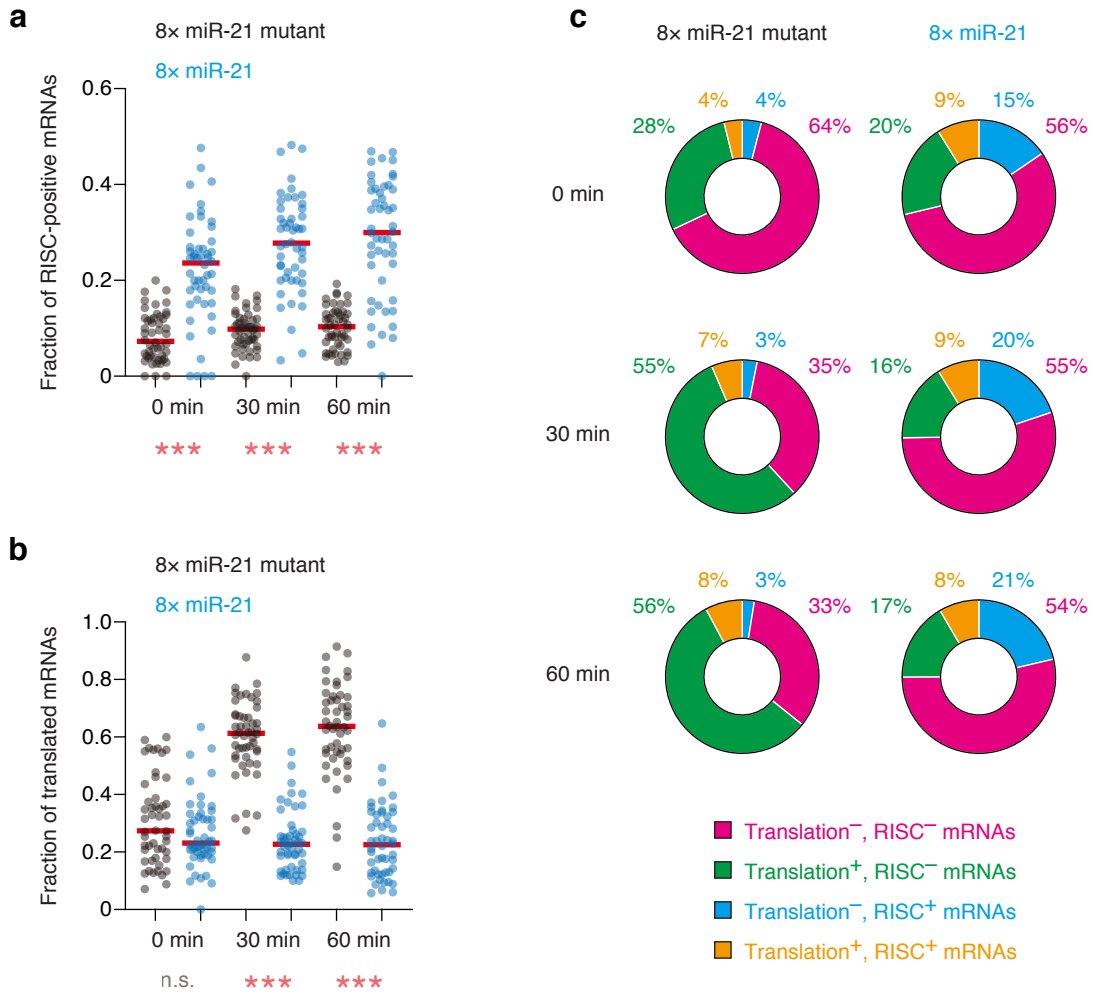 a
8× miR-21 mutant
8× miR-21
Fraction of RISC-positive mRNAs
0.6
0.4
0.2
0
0 min 30 min 60 min
*** *** ***
b
8× miR-21 mutant
8× miR-21
Fraction of translated mRNAs
1.0
0.8
0.6
0.4
0.2
0
0 min 30 min 60 min
n.s. *** ***
c
8× miR-21 mutant 8× miR-21
0 min
4% 4% 9% 15%
28% 64% 20% 56%
30 min
7% 3% 9% 20%
55% 35% 16% 55%
60 min
8% 3% 8% 21%
56% 33% 17% 54%
Translation⁻, RISC⁻ mRNAs
Translation⁺, RISC⁻ mRNAs
Translation⁻, RISC⁺ mRNAs
Translation⁺, RISC⁺ mRNAs